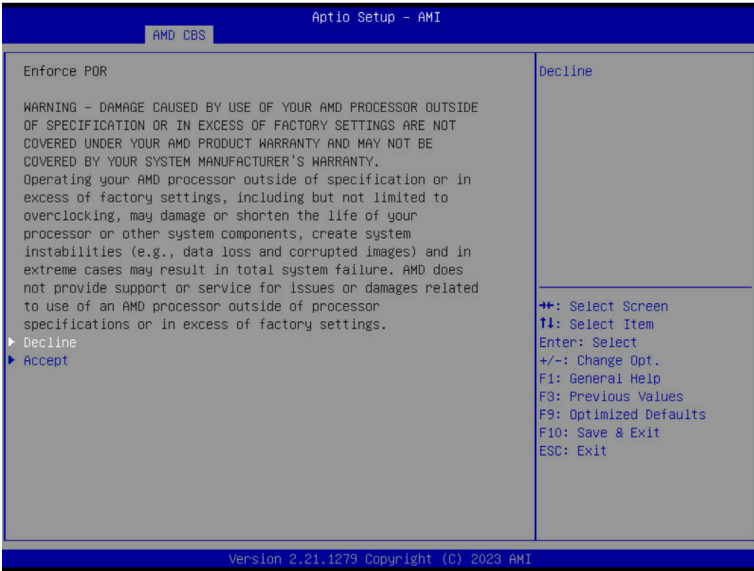 Aptio Setup – AMI
AMD CBS
Enforce POR
WARNING – DAMAGE CAUSED BY USE OF YOUR AMD PROCESSOR OUTSIDE
OF SPECIFICATION OR IN EXCESS OF FACTORY SETTINGS ARE NOT
COVERED UNDER YOUR AMD PRODUCT WARRANTY AND MAY NOT BE
COVERED BY YOUR SYSTEM MANUFACTURER'S WARRANTY.
Operating your AMD processor outside of specification or in
excess of factory settings, including but not limited to
overclocking, may damage or shorten the life of your
processor or other system components, create system
instabilities (e.g., data loss and corrupted images) and in
extreme cases may result in total system failure. AMD does
not provide support or service for issues or damages related
to use of an AMD processor outside of processor
specifications or in excess of factory settings.
Decline
Accept
Decline
→←: Select Screen
↑↓: Select Item
Enter: Select
+/-: Change Opt.
F1: General Help
F3: Previous Values
F9: Optimized Defaults
F10: Save & Exit
ESC: Exit
Version 2.21.1279 Copyright (C) 2023 AMI